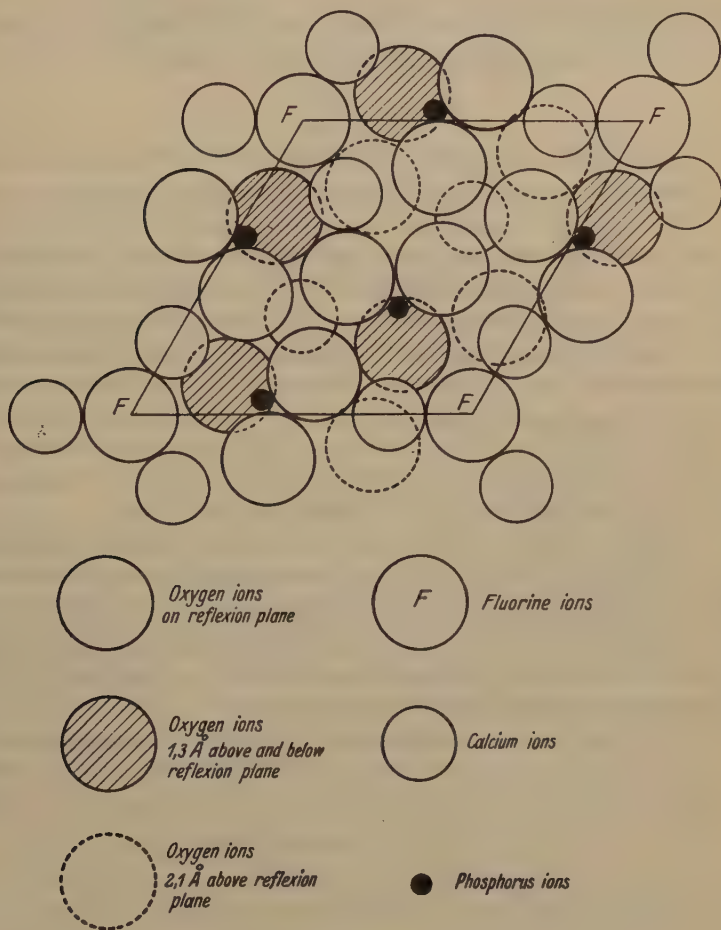 F
F
F
F
Oxygen ions
on reflexion plane
F
Fluorine ions
Oxygen ions
1,3 Å above and below
reflexion plane
Calcium ions
Oxygen ions
2,1 Å above reflexion
plane
Phosphorus ions